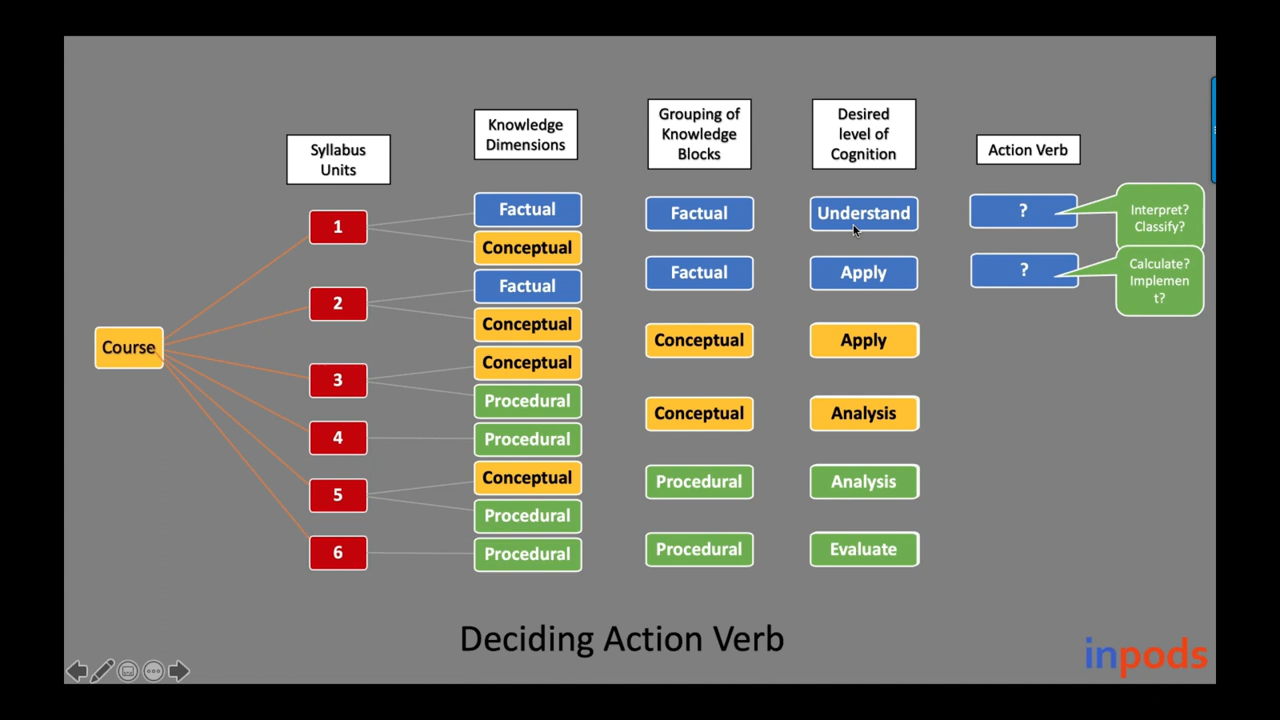 Syllabus
Units
Knowledge
Dimensions
Grouping of
Knowledge
Blocks
Desired
level of
Cognition
Action Verb
Course
1
2
3
4
5
6
Factual
Conceptual
Factual
Conceptual
Conceptual
Procedural
Procedural
Conceptual
Procedural
Procedural
Factual
Factual
Conceptual
Conceptual
Procedural
Procedural
Understand
Apply
Apply
Analysis
Analysis
Evaluate
?
?
Interpret?
Classify?
Calculate?
Implemen
t?
Deciding Action Verb
inpods